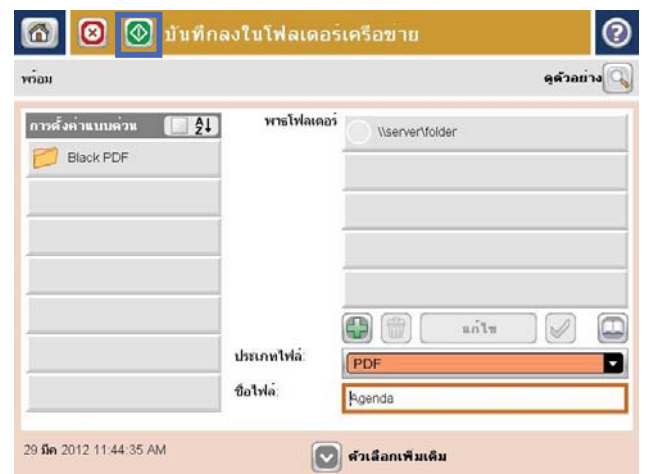 บันทึกลงในโฟลเดอร์เครือข่าย
พร้อม
ดูตัวอย่าง
การตั้งค่าแบบด่วน
พาธโฟลเดอร์
\\server\folder
Black PDF
แก้ไข
ประเภทไฟล์:
PDF
ชื่อไฟล์:
Agenda
29 มีค 2012 11:44:35 AM
ตัวเลือกเพิ่มเติม